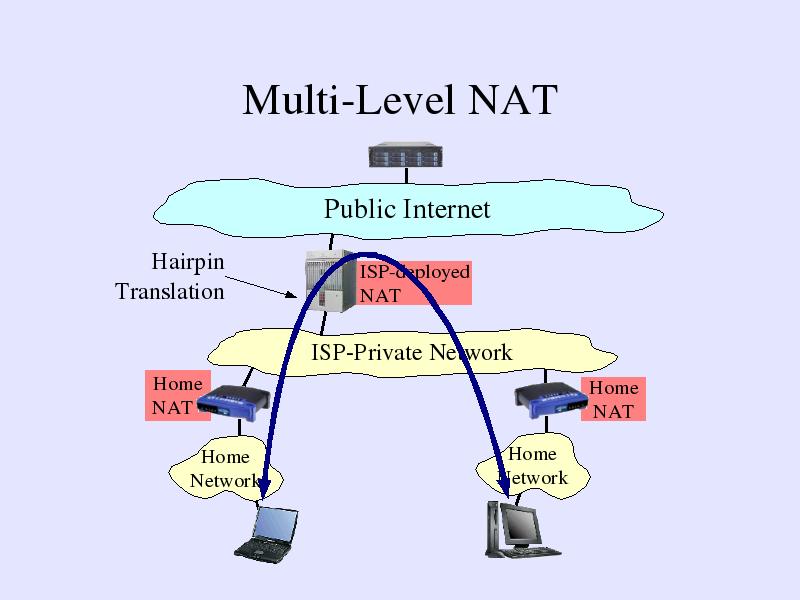 Multi-Level NAT
Public Internet
Hairpin
Translation
ISP-deployed
NAT
ISP-Private Network
Home
NAT
Home
NAT
Home
Network
Home
Network